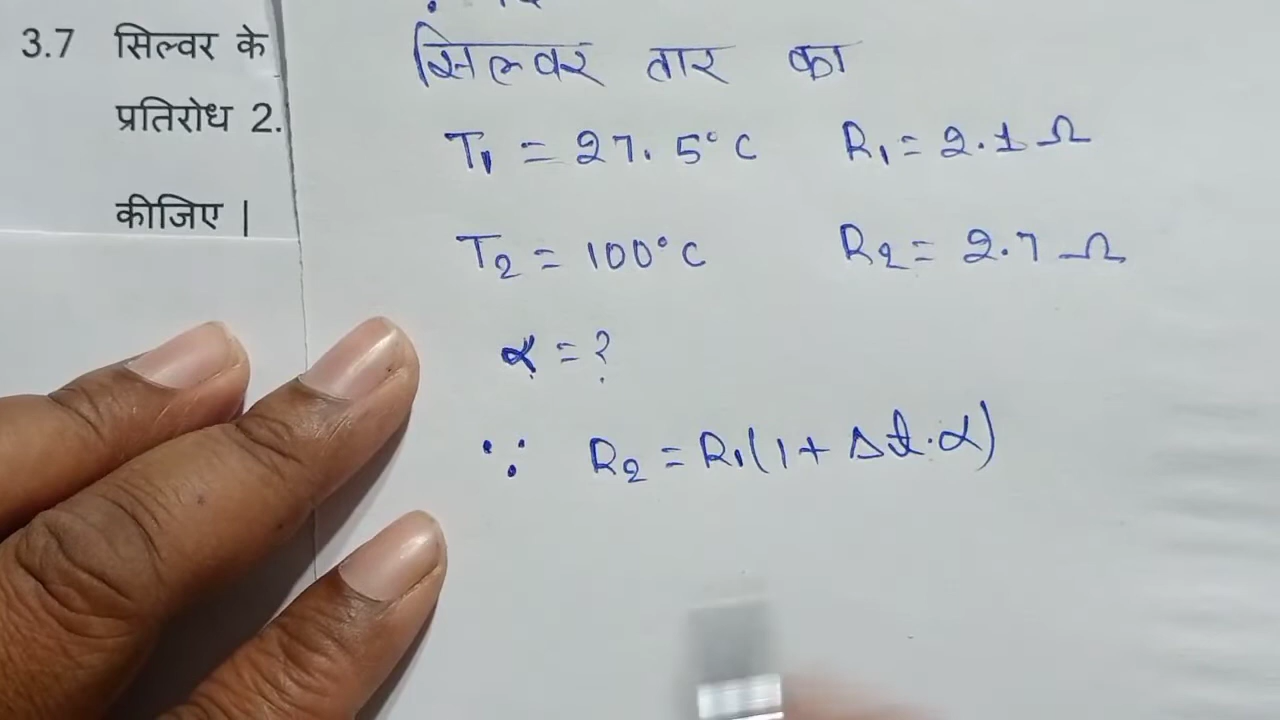 3.7 सिल्वर के
प्रतिरोध 2.
कीजिए |
सिल्वर तार का
T₁ = 27.5°C R₁ = 2.1 Ω
T₂ = 100°C R₂ = 2.7 Ω
α = ?
∵ R₂ = R₁(1 + Δt.α)